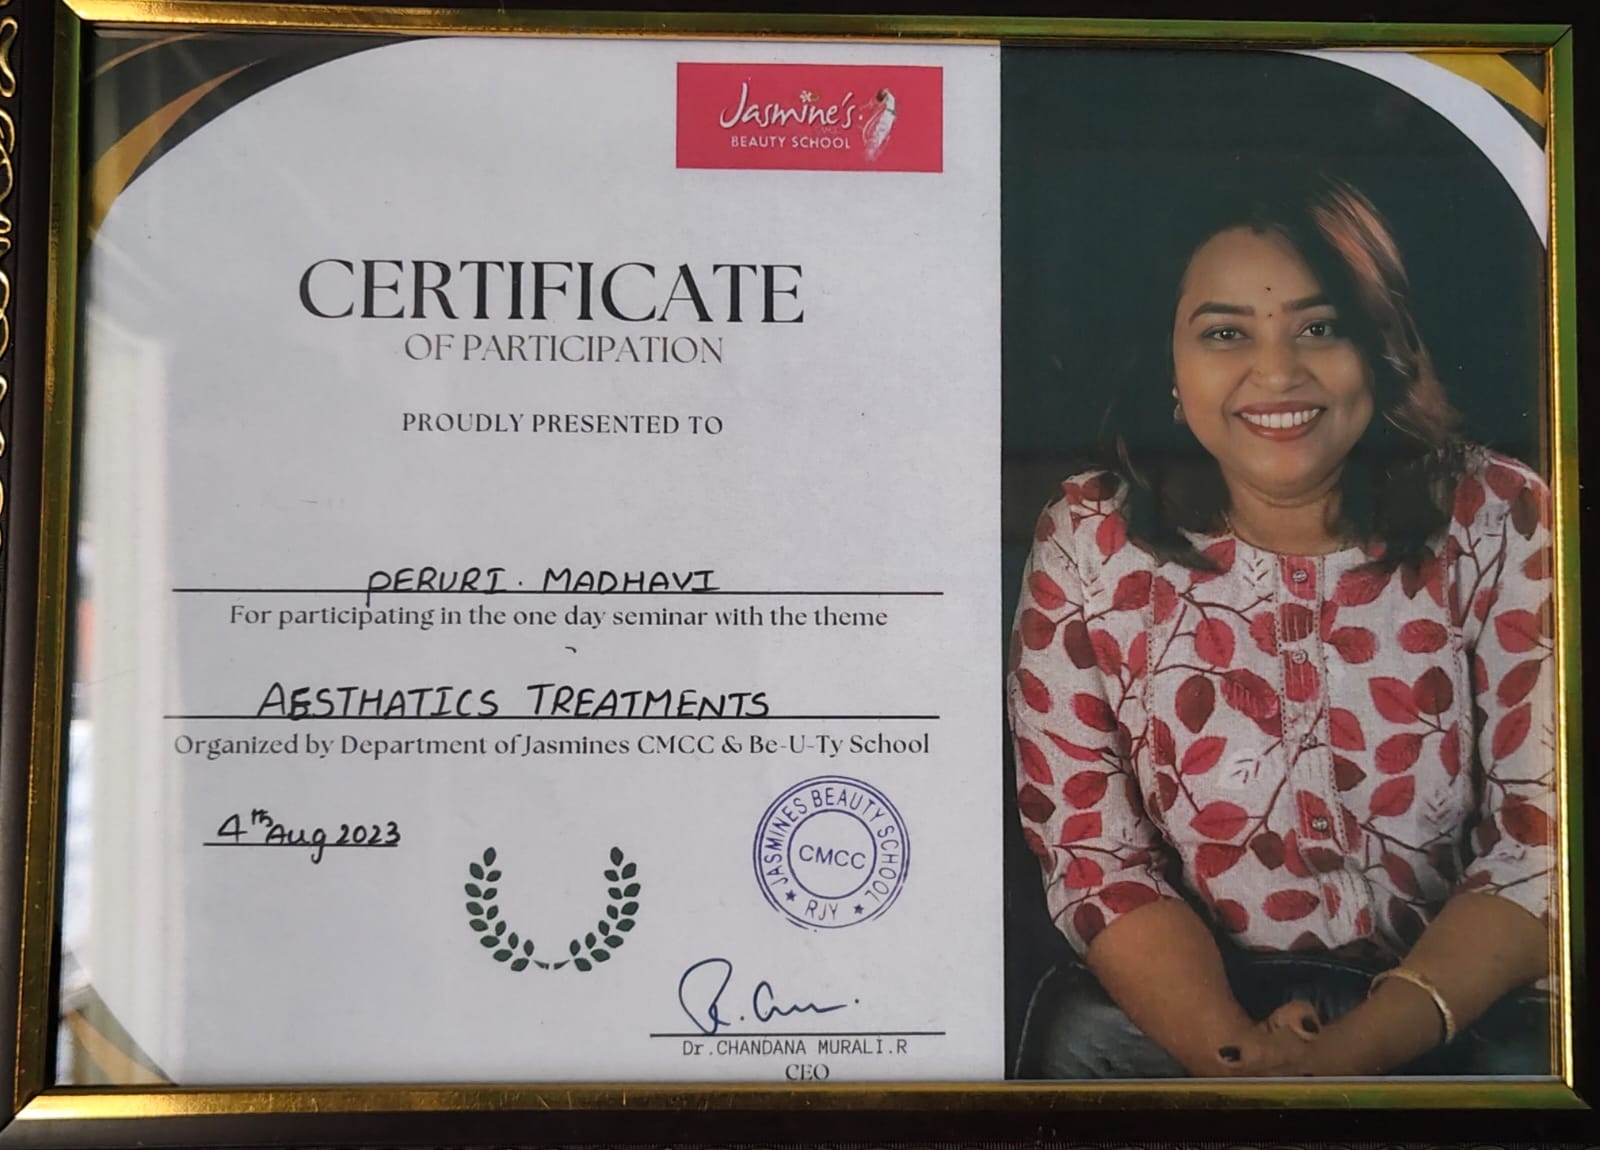 Jasmine's
BEAUTY SCHOOL
CERTIFICATE
OF PARTICIPATION
PROUDLY PRESENTED TO
PERURI. MADHAVI
For participating in the one day seminar with the theme
AESTHATICS TREATMENTS
Organized by Department of Jasmines CMCC & Be-U-Ty School
4th Aug 2023
JASMINES BEAUTY SCHOOL
CMCC
★ RJY ★
Dr.CHANDANA MURALI.R
CEO